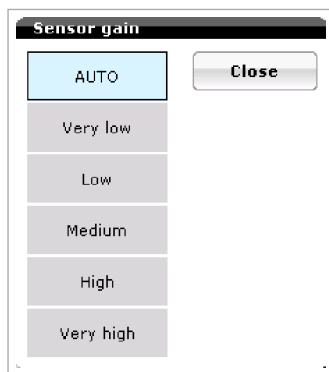 Sensor gain
AUTO
Close
Very low
Low
Medium
High
Very high